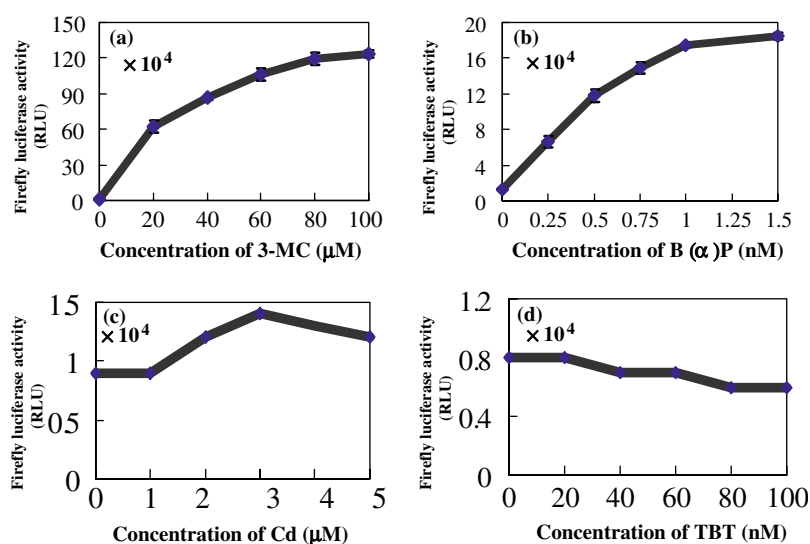 Firefly luciferase activity
(RLU)
150
120
90
60
30
0
(a)
× 10⁴
0 20 40 60 80 100
Concentration of 3-MC (μM)
Firefly luciferase activity
(RLU)
20
16
12
8
4
0
(b)
× 10⁴
0 0.25 0.5 0.75 1 1.25 1.5
Concentration of B (α)P (nM)
Firefly luciferase activity
(RLU)
15
1
05
0
(c)
× 10⁴
0 1 2 3 4 5
Concentration of Cd (μM)
Firefly luciferase activity
(RLU)
1.2
0.8
0.4
0
(d)
× 10⁴
0 20 40 60 80 100
Concentration of TBT (nM)